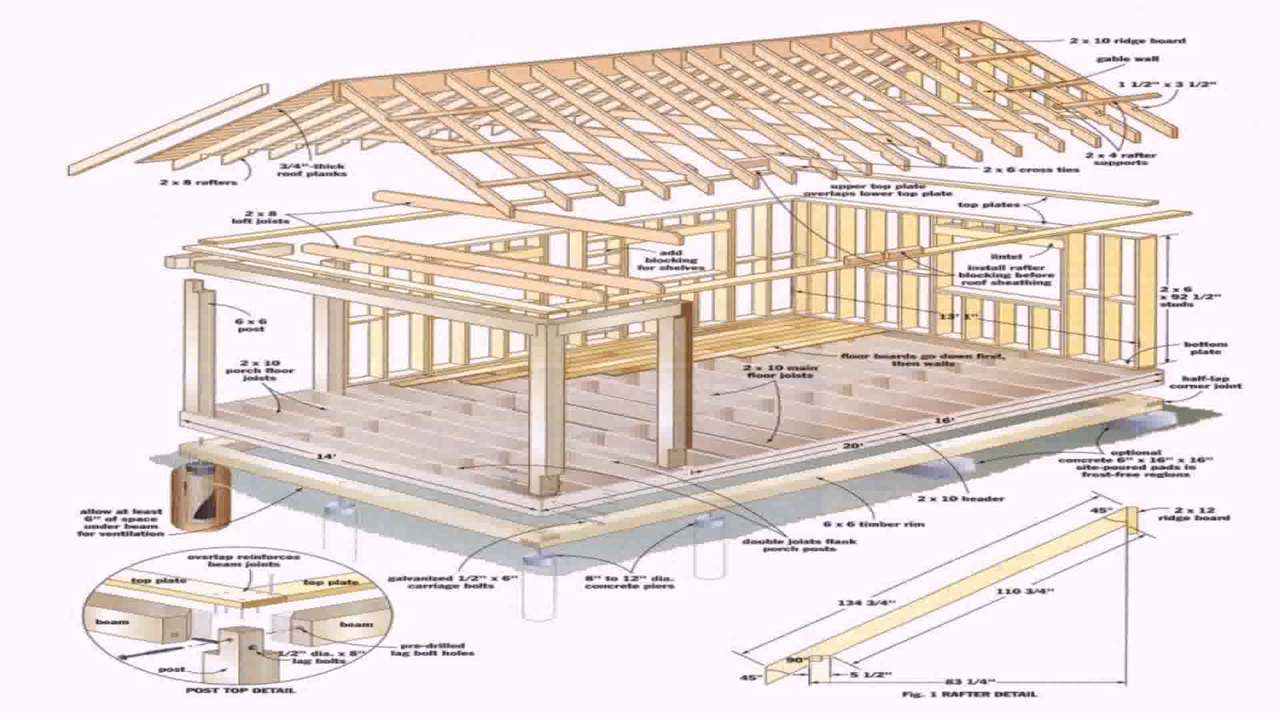 2 x 10 ridge board
gable wall
1 1/2" x 3 1/2"
2 x 4 rafter
supports
2 x 6 cross ties
3/4"-thick
roof planks
2 x 8 rafters
upper top plate
overlaps lower top plate
top plates
2 x 8
loft joists
add
blocking
for shelves
lintel
install rafter
blocking before
roof sheathing
2 x 6
x 92 1/2"
studs
6 x 6
post
13' 1"
bottom
plate
2 x 10
porch floor
joists
floor boards go down first,
then walls
2 x 10 main
floor joists
half-lap
corner joint
16'
20'
14'
optional
concrete 6" x 16" x 16"
site-poured pads in
frost-free regions
2 x 10 header
allow at least
6" of space
under beam
for ventilation
6 x 6 timber rim
double joists flank
porch posts
galvanized 1/2" x 6"
carriage bolts
8" to 12" dia.
concrete piers
overlap reinforces
beam joints
top plate
top plate
beam
beam
pre-drilled
lag bolt holes
1/2" dia. x 8"
lag bolts
post
POST TOP DETAIL
45°
2 x 12
ridge board
134 3/4"
110 3/4"
90°
45°
5 1/2"
83 1/4"
Fig. 1 RAFTER DETAIL